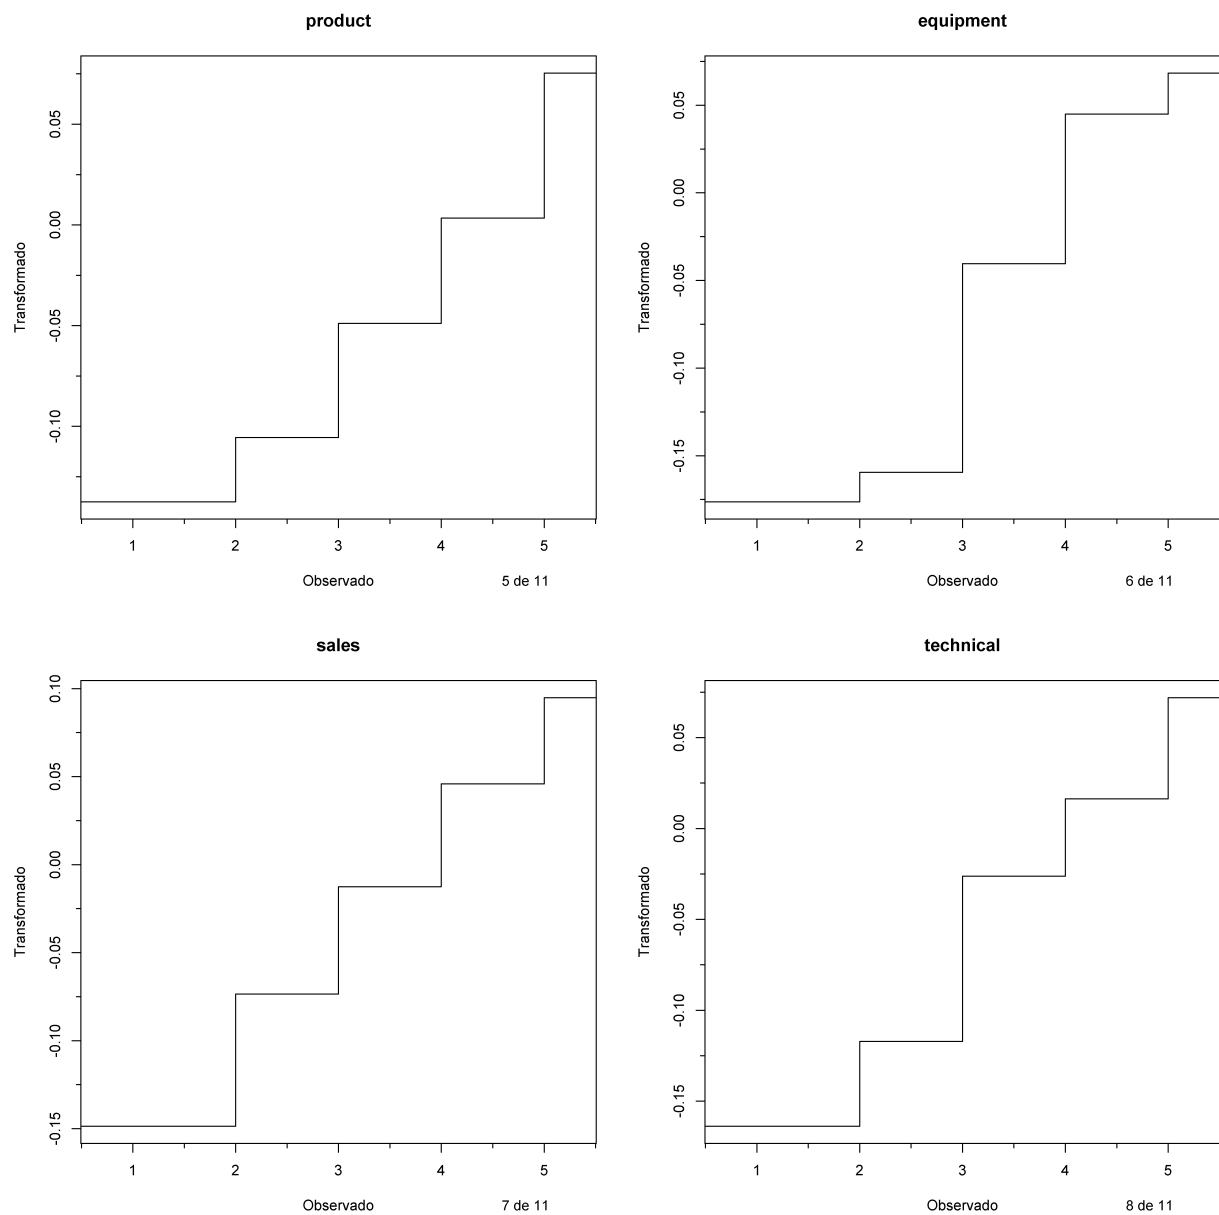 product
Transformado
0.05
0.00
-0.05
-0.10
1 2 3 4 5
Observado 5 de 11
equipment
Transformado
0.05
0.00
-0.05
-0.10
-0.15
1 2 3 4 5
Observado 6 de 11
sales
Transformado
0.10
0.05
0.00
-0.05
-0.10
-0.15
1 2 3 4 5
Observado 7 de 11
technical
Transformado
0.05
0.00
-0.05
-0.10
-0.15
1 2 3 4 5
Observado 8 de 11